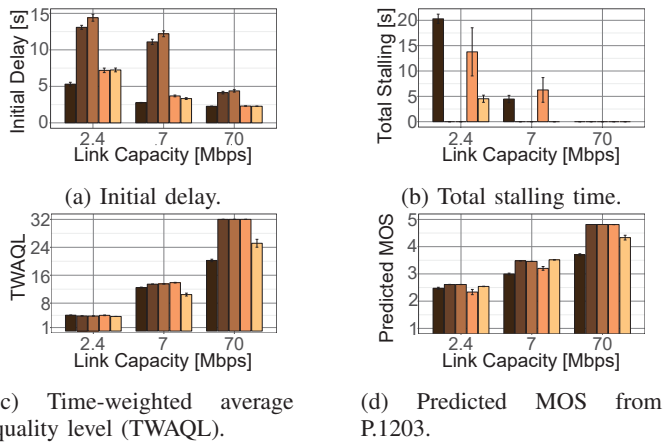 Initial Delay [s]
15
10
5
0
2.4 7 70
Link Capacity [Mbps]
(a) Initial delay.
Total Stalling [s]
20
15
10
5
0
2.4 7 70
Link Capacity [Mbps]
(b) Total stalling time.
TWAQL
32
24
16
8
1
2.4 7 70
Link Capacity [Mbps]
c) Time-weighted average
quality level (TWAQL).
Predicted MOS
5
4
3
2
1
2.4 7 70
Link Capacity [Mbps]
(d) Predicted MOS from
P.1203.